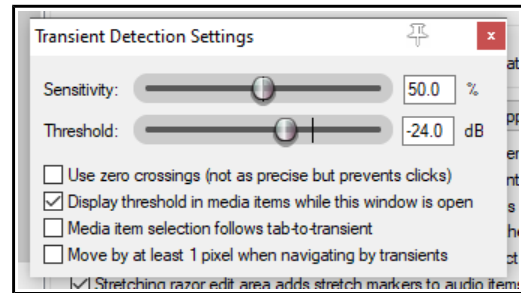 Transient Detection Settings
x
Sensitivity: 50.0 %
Threshold: -24.0 dB
Use zero crossings (not as precise but prevents clicks)
Display threshold in media items while this window is open
Media item selection follows tab-to-transient
Move by at least 1 pixel when navigating by transients
Stretching razor edit area adds stretch markers to audio items